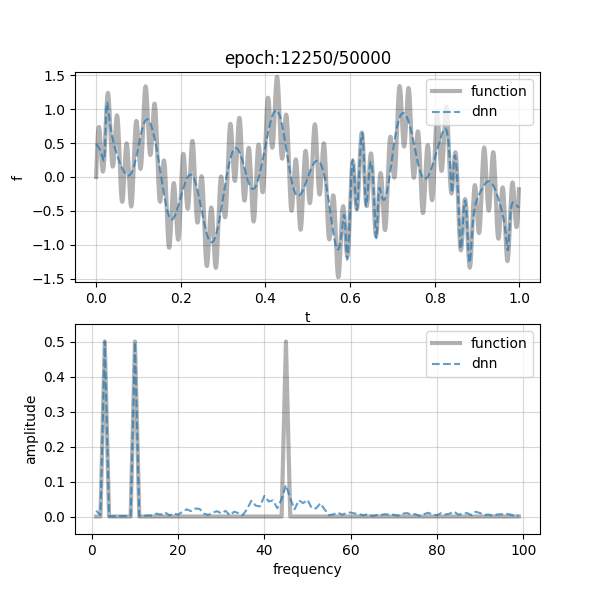 epoch:12250/50000
1.5
1.0
0.5
0.0
−0.5
−1.0
−1.5
f
function
dnn
0.0 0.2 0.4 0.6 0.8 1.0
t
0.5
0.4
0.3
0.2
0.1
0.0
amplitude
function
dnn
0 20 40 60 80 100
frequency